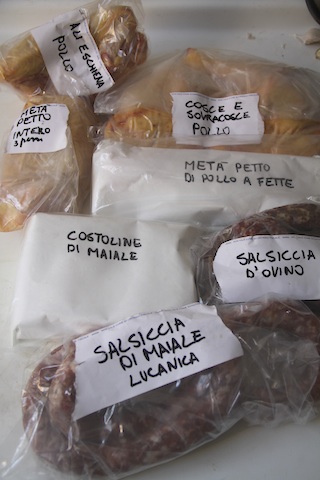 ALI E SCHIENA
POLLO
COSCE E
SOVRACOSCE
POLLO
METÀ
PETTO
INTERO
METÀ PETTO
DI POLLO A FETTE
COSTOLINE
DI MAIALE
SALSICCIA
D'OVINO
SALSICCIA
DI MAIALE
LUCANICA